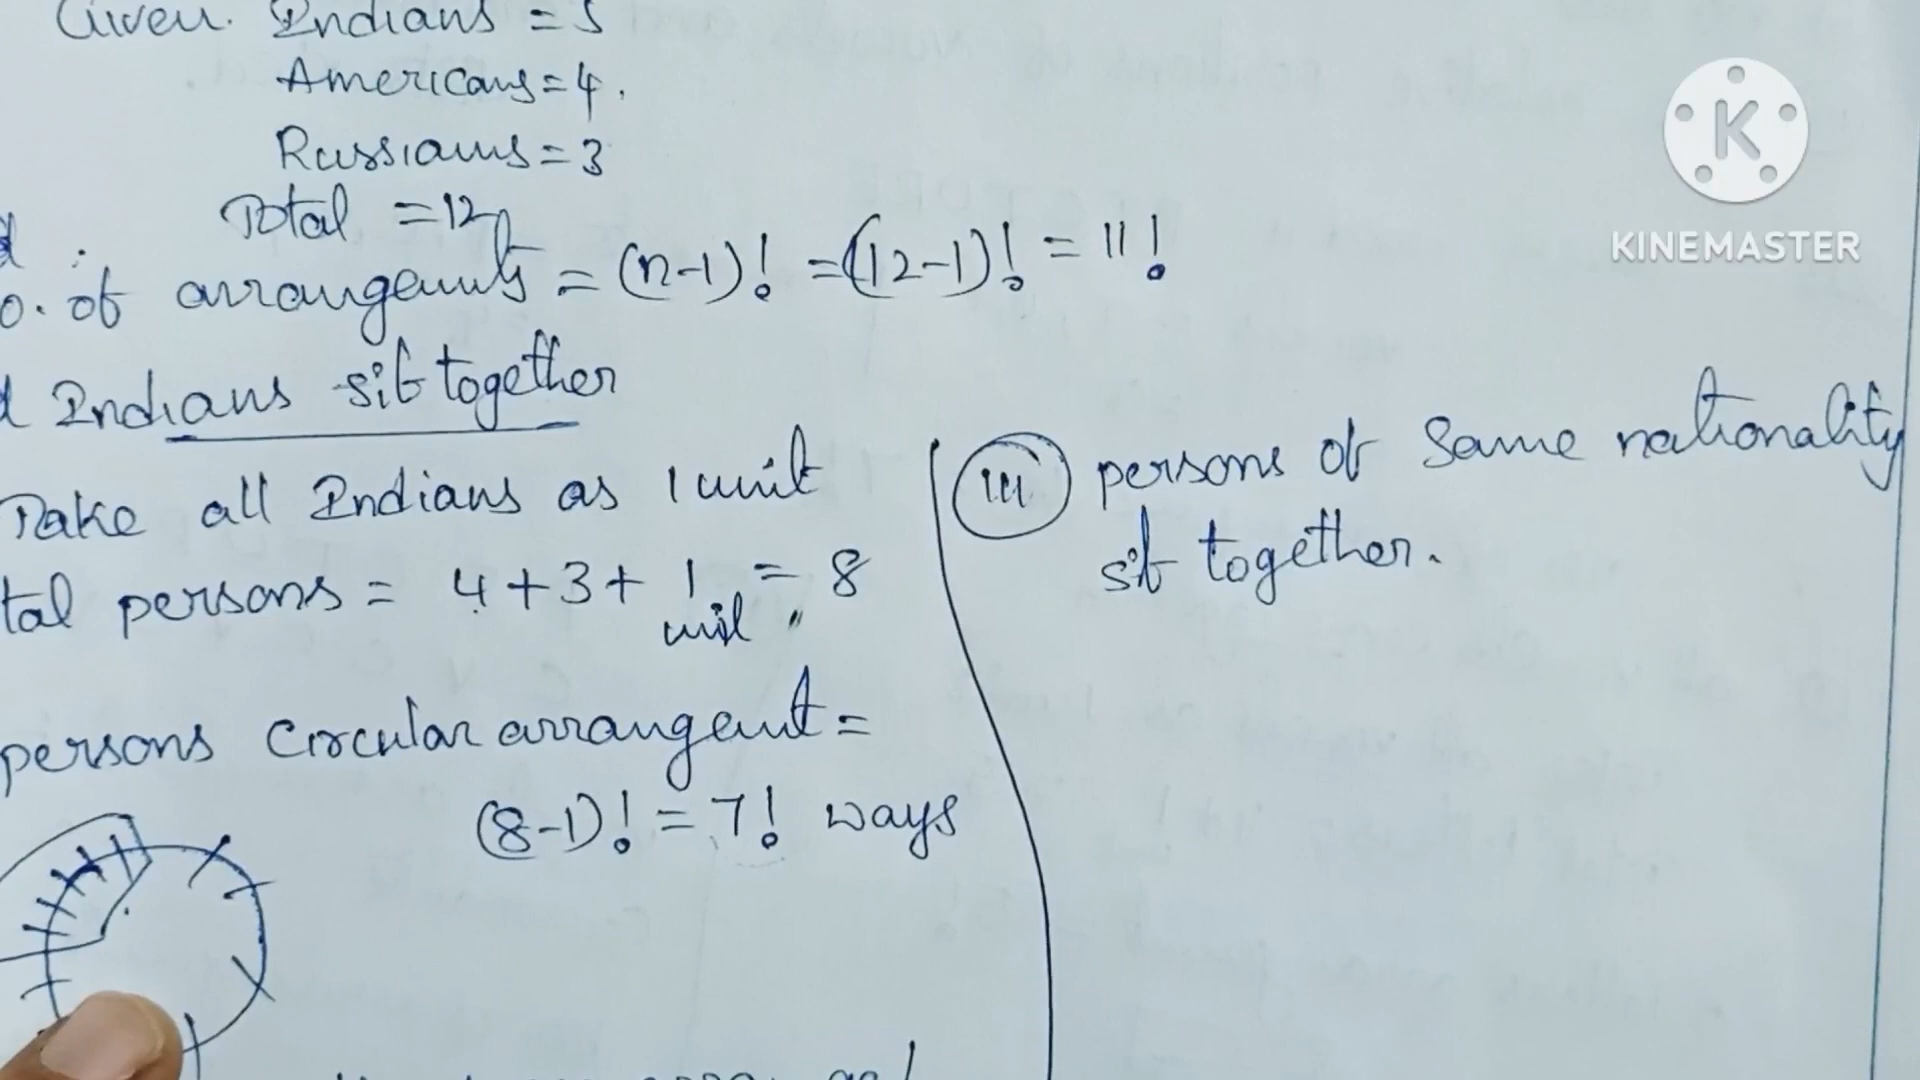 Given. Indians = 5
Americans = 4.
Russians = 3
Total = 12
o. of arrangemts = (n-1)! = (12-1)! = 11!
Indians sit together
Take all Indians as 1 unit
tal persons = 4 + 3 + 1 = 8
unit
persons Circular arrangemt =
(8-1)! = 7! ways
iii persons of Same nationality
sit together.
K
KINEMASTER